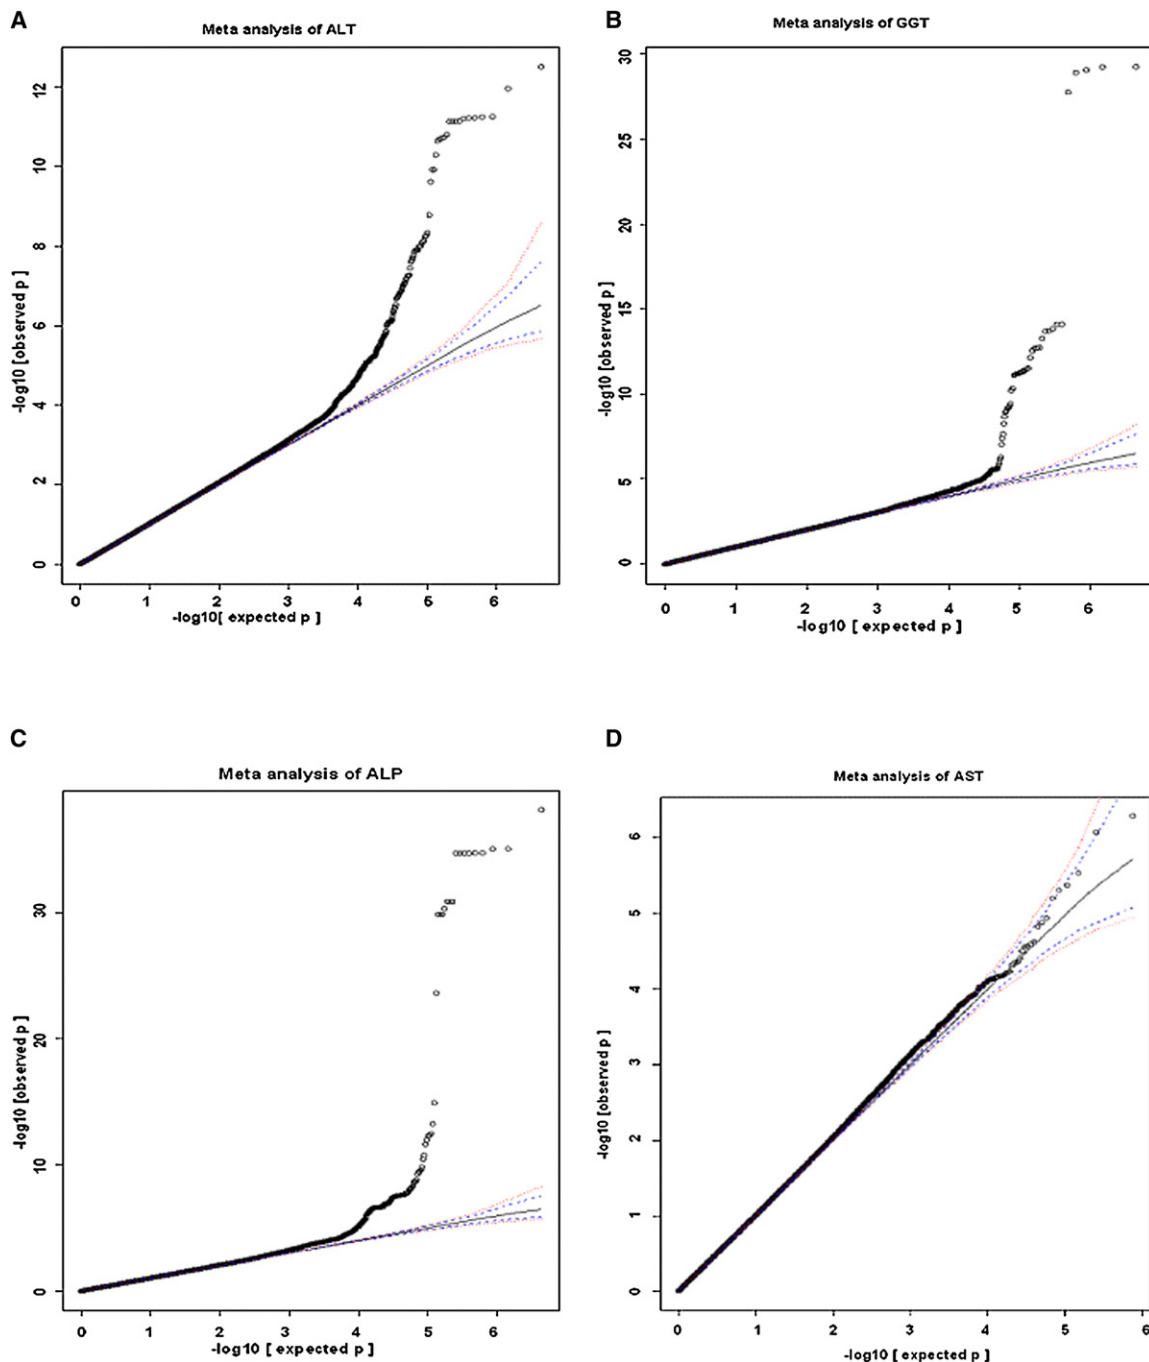 A
Meta analysis of ALT
12
10
8
6
4
2
0
-log10 [observed p ]
0 1 2 3 4 5 6
-log10[ expected p ]
B
Meta analysis of GGT
30
25
20
15
10
5
0
-log10 [observed p ]
0 1 2 3 4 5 6
-log10 [ expected p ]
C
Meta analysis of ALP
30
20
10
0
-log10 [observed p ]
0 1 2 3 4 5 6
-log10 [ expected p ]
D
Meta analysis of AST
6
5
4
3
2
1
0
-log10 [observed p ]
0 1 2 3 4 5 6
-log10 [ expected p ]